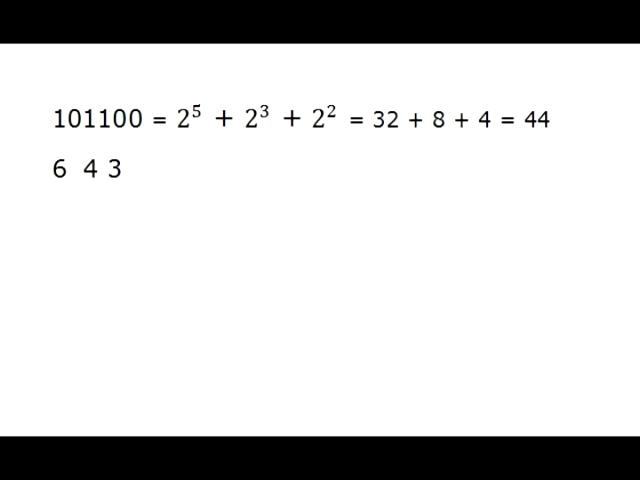 101100 = 2⁵ + 2³ + 2² = 32 + 8 + 4 = 44
6 4 3